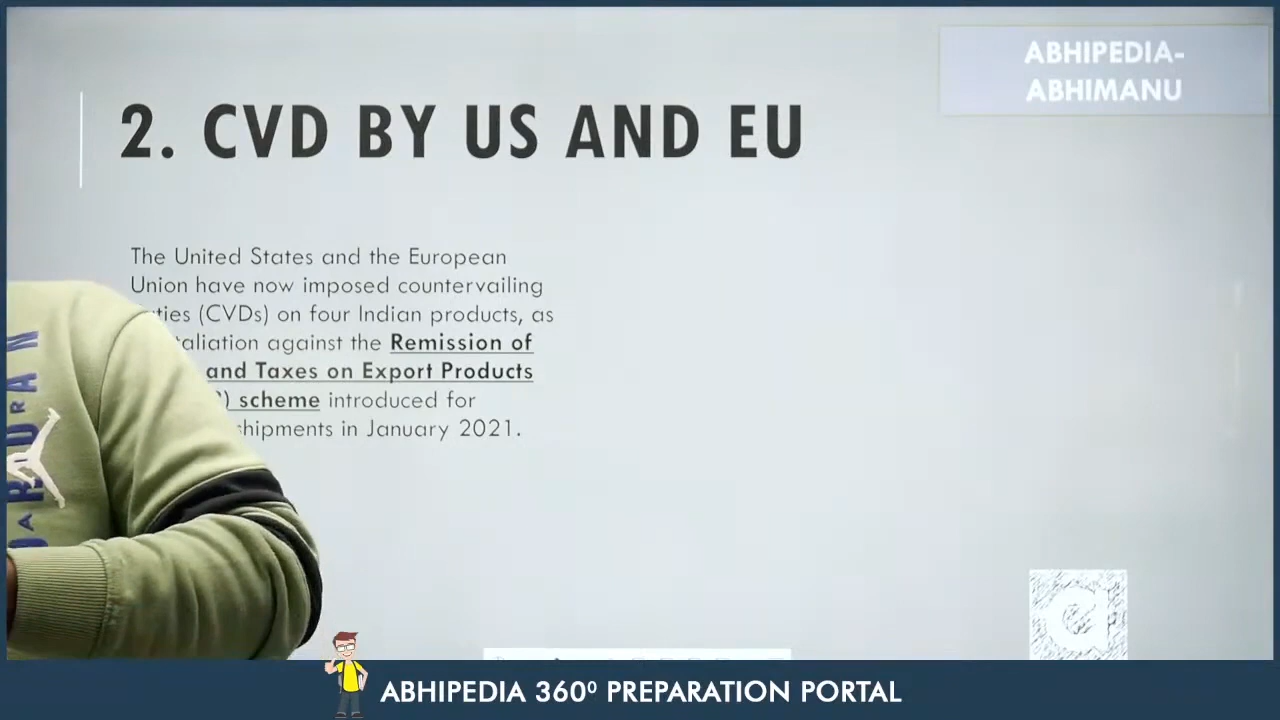 ABHIPEDIA-
ABHIMANU
2. CVD BY US AND EU
The United States and the European
Union have now imposed countervailing
(CVDs) on four Indian products, as
against the Remission of
and Taxes on Export Products
scheme introduced for
in January 2021.
ABHIPEDIA 360⁰ PREPARATION PORTAL